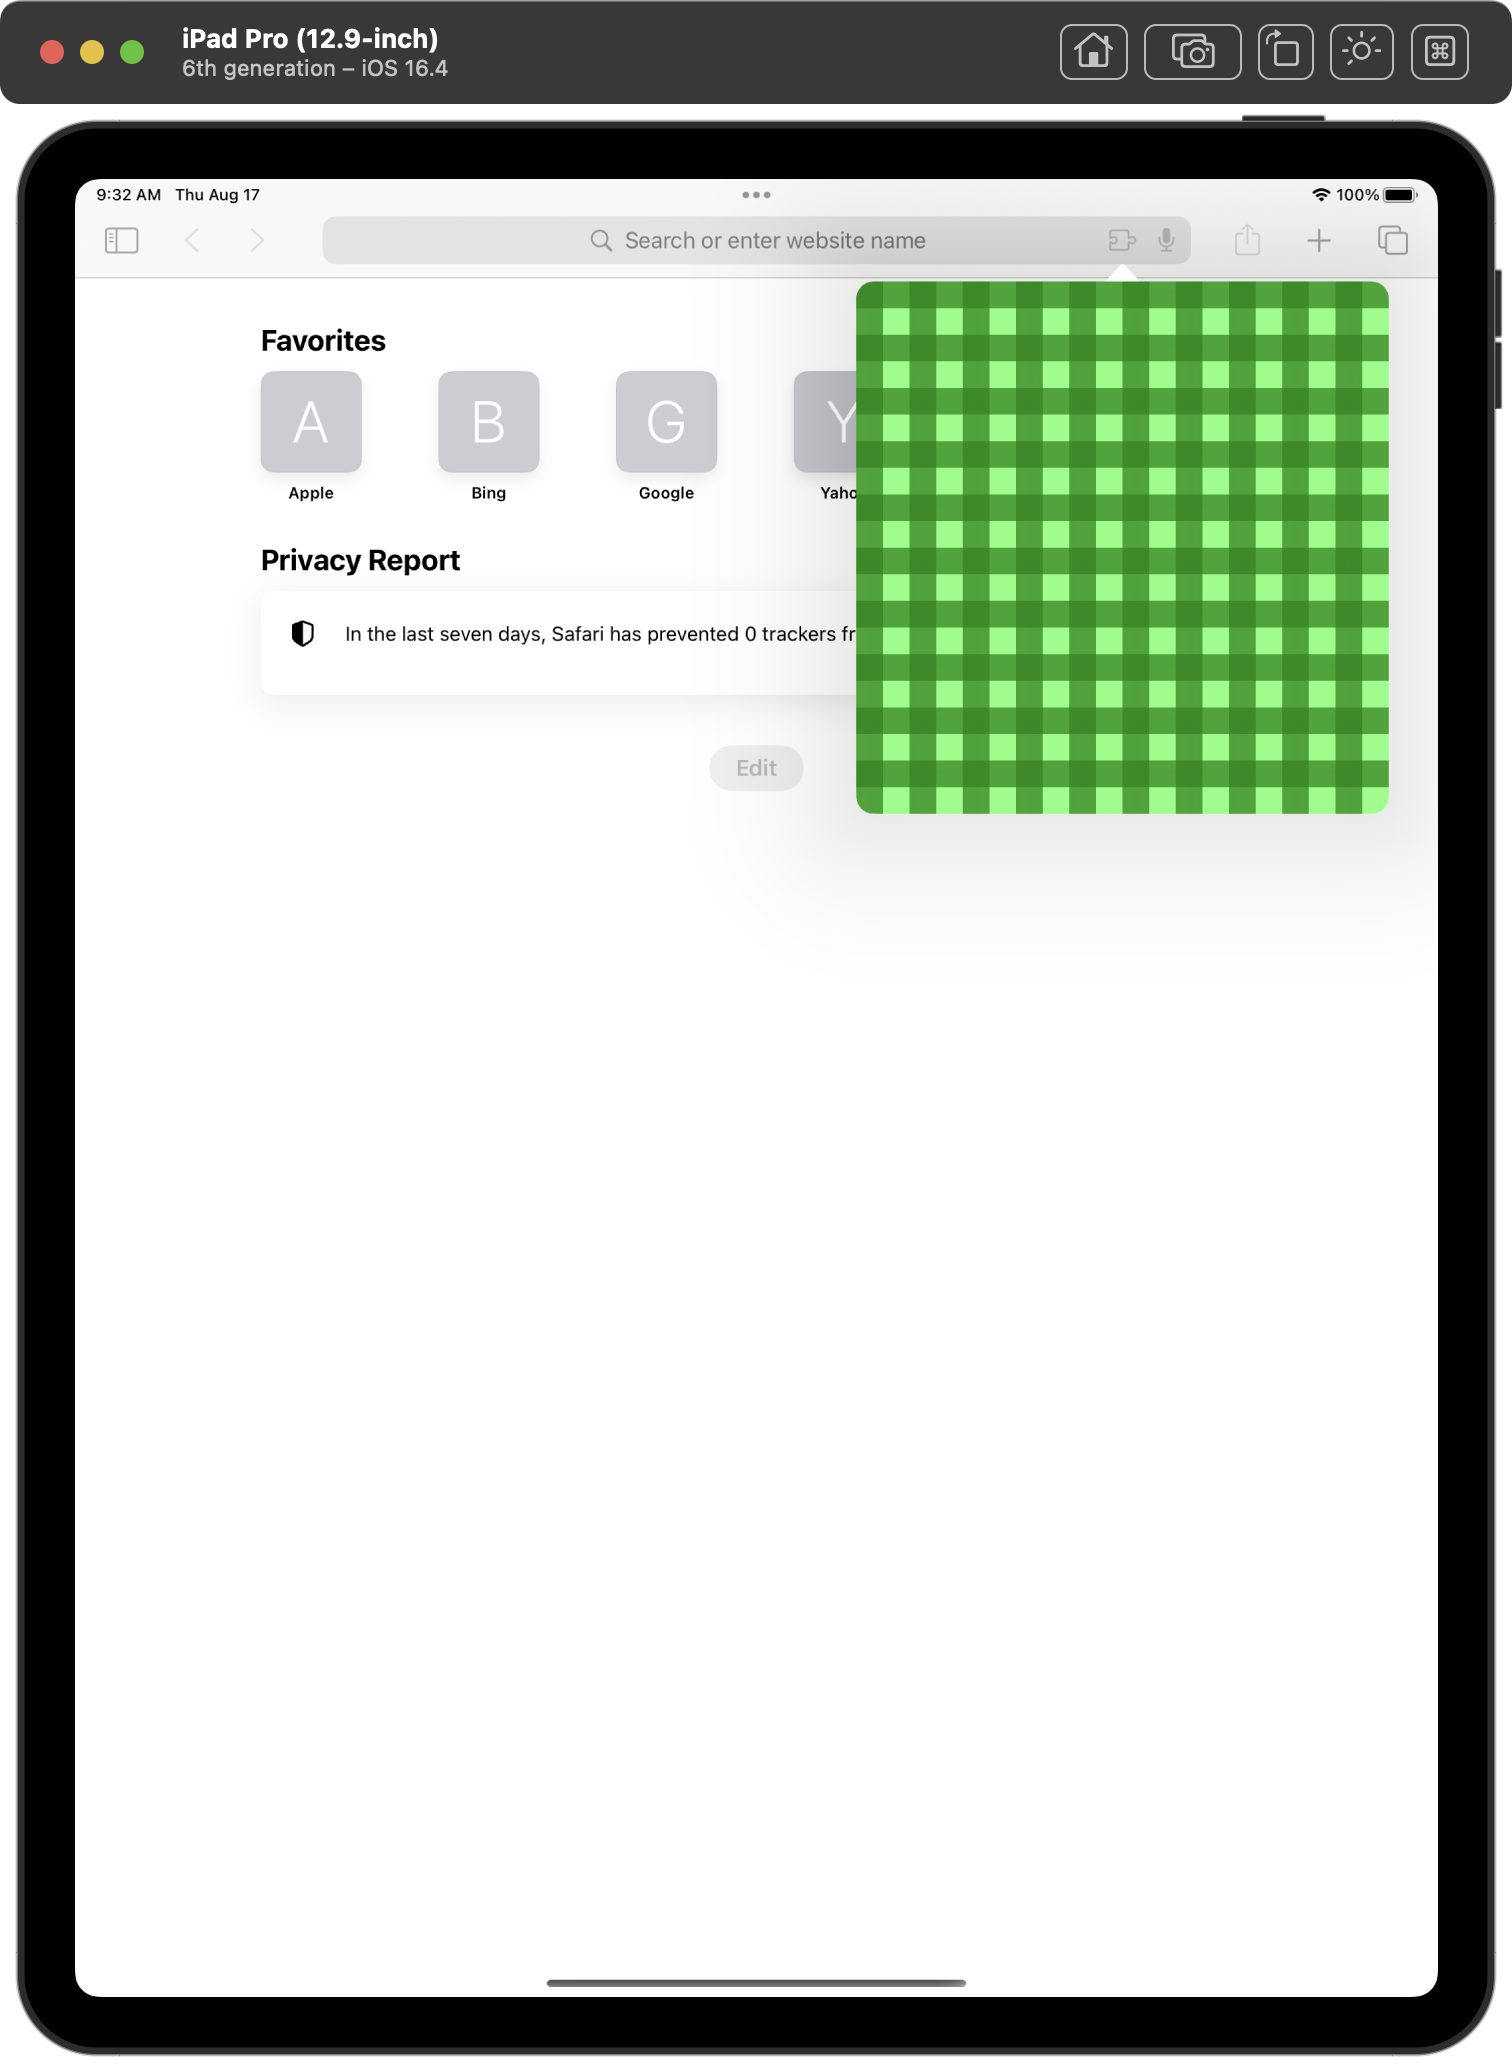 iPad Pro (12.9-inch)
6th generation – iOS 16.4
9:32 AM Thu Aug 17
100%
Search or enter website name
Favorites
A B G Y
Apple Bing Google Yaho
Privacy Report
In the last seven days, Safari has prevented 0 trackers fr
Edit